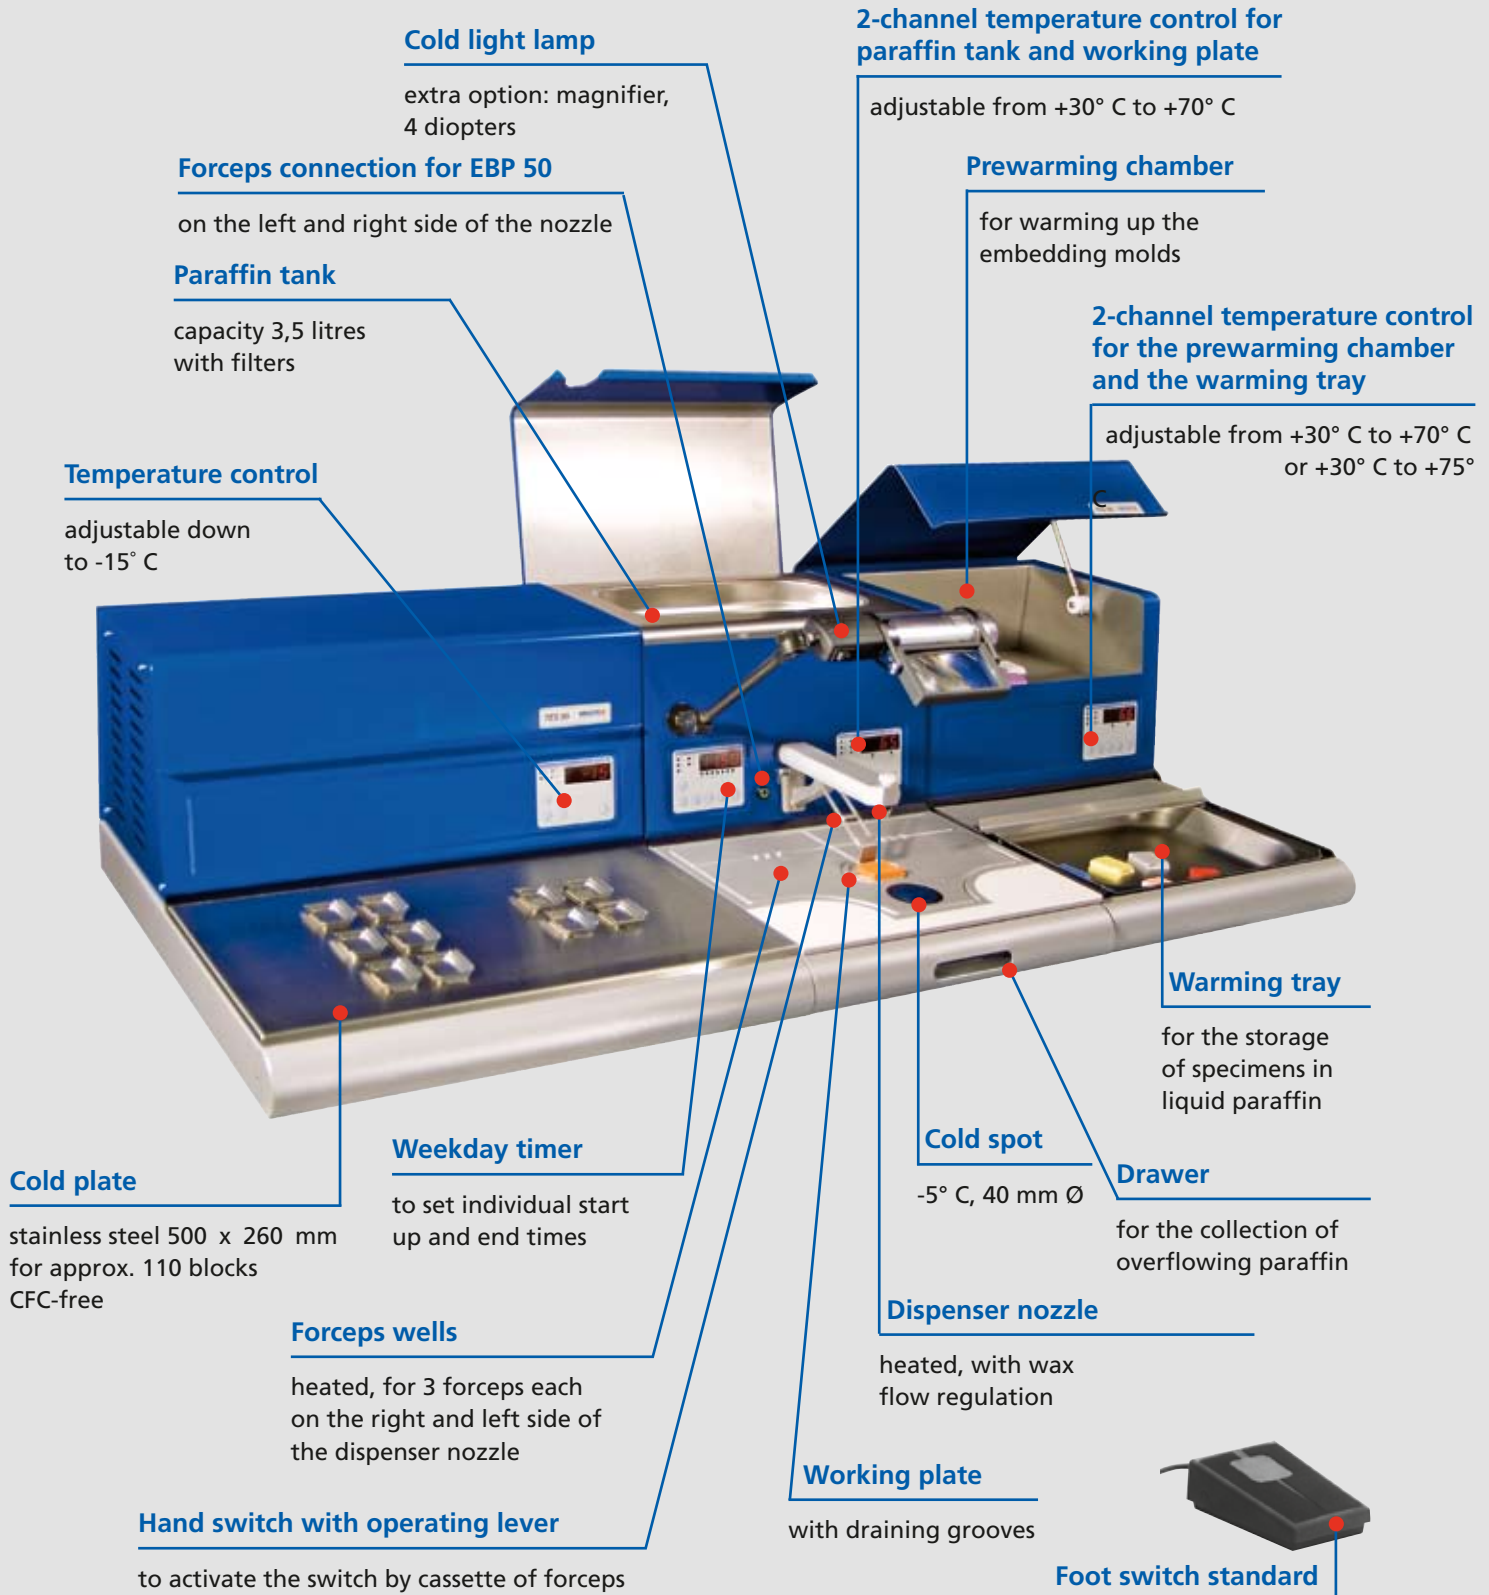 2-channel temperature control for
paraffin tank and working plate
adjustable from +30° C to +70° C
Cold light lamp
extra option: magnifier,
4 diopters
Forceps connection for EBP 50
on the left and right side of the nozzle
Prewarming chamber
for warming up the
embedding molds
Paraffin tank
capacity 3,5 litres
with filters
2-channel temperature control
for the prewarming chamber
and the warming tray
adjustable from +30° C to +70° C
or +30° C to +75°
C
Temperature control
adjustable down
to -15° C
Warming tray
for the storage
of specimens in
liquid paraffin
Cold spot
-5° C, 40 mm Ø
Drawer
for the collection of
overflowing paraffin
Weekday timer
to set individual start
up and end times
Cold plate
stainless steel 500 x 260 mm
for approx. 110 blocks
CFC-free
Dispenser nozzle
heated, with wax
flow regulation
Forceps wells
heated, for 3 forceps each
on the right and left side of
the dispenser nozzle
Working plate
with draining grooves
Hand switch with operating lever
to activate the switch by cassette of forceps
Foot switch standard